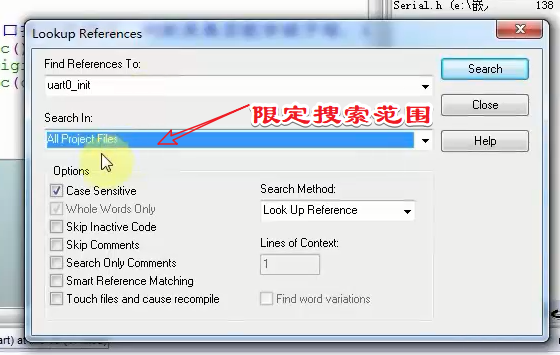 Serial.h (e:\嵌, 138
Lookup References
Find References To:
uart0_init
Search
Search In:
限定搜索范围
Close
All Project Files
Help
Options
Case Sensitive
Whole Words Only
Skip Inactive Code
Skip Comments
Search Only Comments
Smart Reference Matching
Touch files and cause recompile
Search Method:
Look Up Reference
Lines of Context:
1
Find word variations